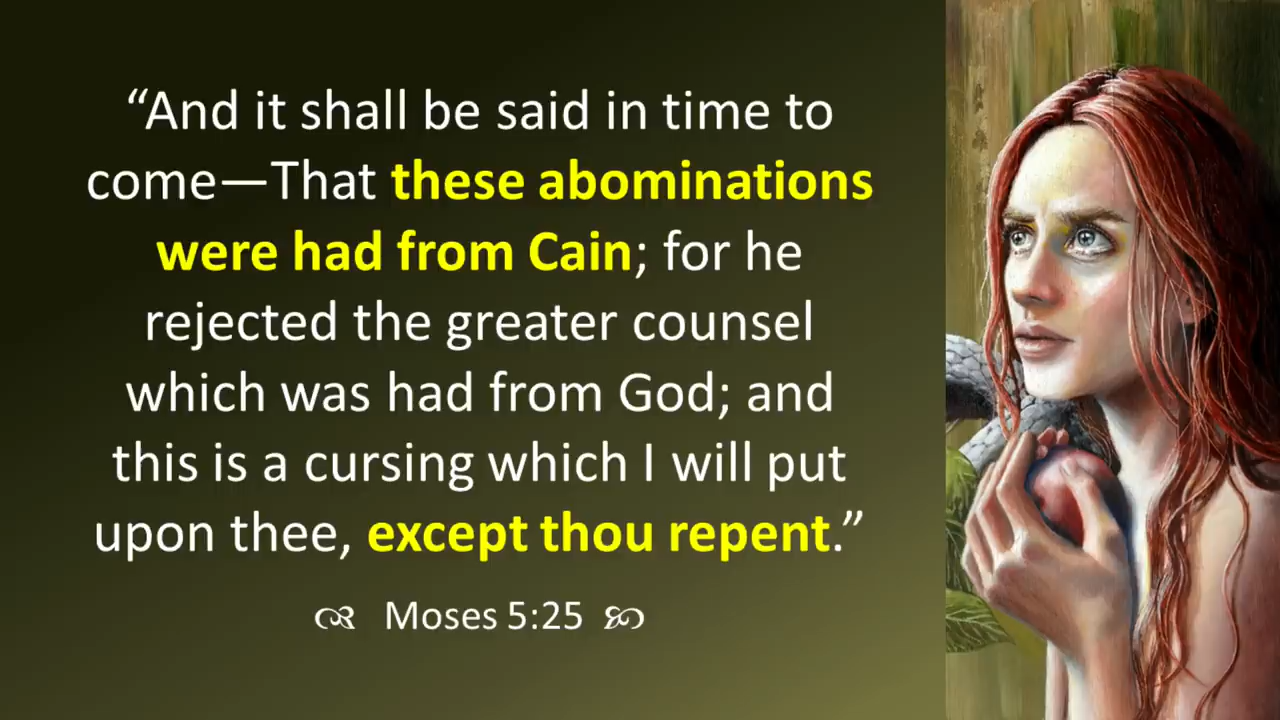 “And it shall be said in time to
come—That these abominations
were had from Cain; for he
rejected the greater counsel
which was had from God; and
this is a cursing which I will put
upon thee, except thou repent.”
Moses 5:25